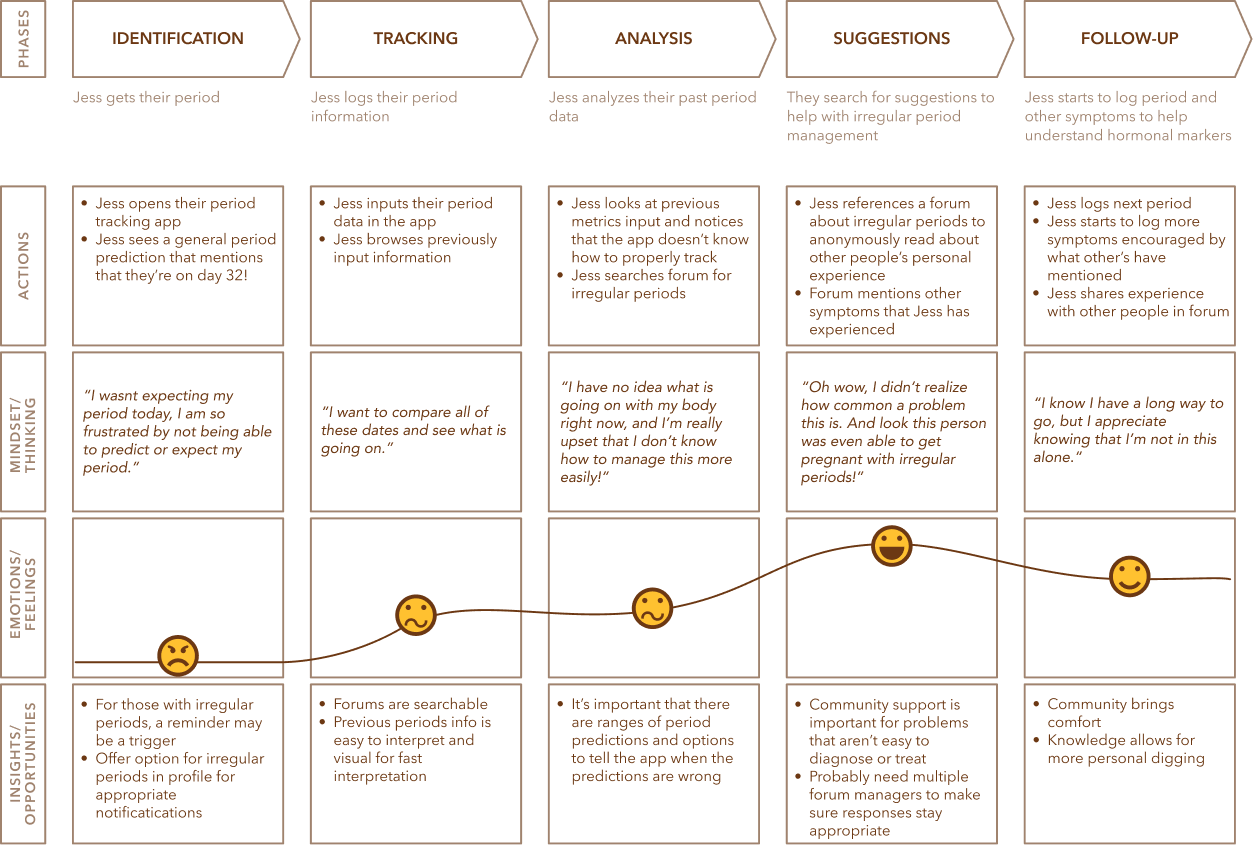 PHASES
IDENTIFICATION
TRACKING
ANALYSIS
SUGGESTIONS
FOLLOW-UP
Jess gets their period
Jess logs their period
information
Jess analyzes their past period
data
They search for suggestions to
help with irregular period
management
Jess starts to log period and
other symptoms to help
understand hormonal markers
ACTIONS
• Jess opens their period
tracking app
• Jess sees a general period
prediction that mentions
that they’re on day 32!
• Jess inputs their period
data in the app
• Jess browses previously
input information
• Jess looks at previous
metrics input and notices
that the app doesn’t know
how to properly track
• Jess searches forum for
irregular periods
• Jess references a forum
about irregular periods to
anonymously read about
other people’s personal
experience
• Forum mentions other
symptoms that Jess has
experienced
• Jess logs next period
• Jess starts to log more
symptoms encouraged by
what other’s have
mentioned
• Jess shares experience
with other people in forum
MINDSET/
THINKING
“I wasnt expecting my
period today, I am so
frustrated by not being able
to predict or expect my
period.”
“I want to compare all of
these dates and see what is
going on.”
“I have no idea what is
going on with my body
right now, and I’m really
upset that I don’t know
how to manage this more
easily!”
“Oh wow, I didn’t realize
how common a problem
this is. And look this person
was even able to get
pregnant with irregular
periods!”
“I know I have a long way to
go, but I appreciate
knowing that I’m not in this
alone.”
EMOTIONS/
FEELINGS
INSIGHTS/
OPPORTUNITIES
• For those with irregular
periods, a reminder may
be a trigger
• Offer option for irregular
periods in profile for
appropriate
notificatications
• Forums are searchable
• Previous periods info is
easy to interpret and
visual for fast
interpretation
• It’s important that there
are ranges of period
predictions and options
to tell the app when the
predictions are wrong
• Community support is
important for problems
that aren’t easy to
diagnose or treat
• Probably need multiple
forum managers to make
sure responses stay
appropriate
• Community brings
comfort
• Knowledge allows for
more personal digging